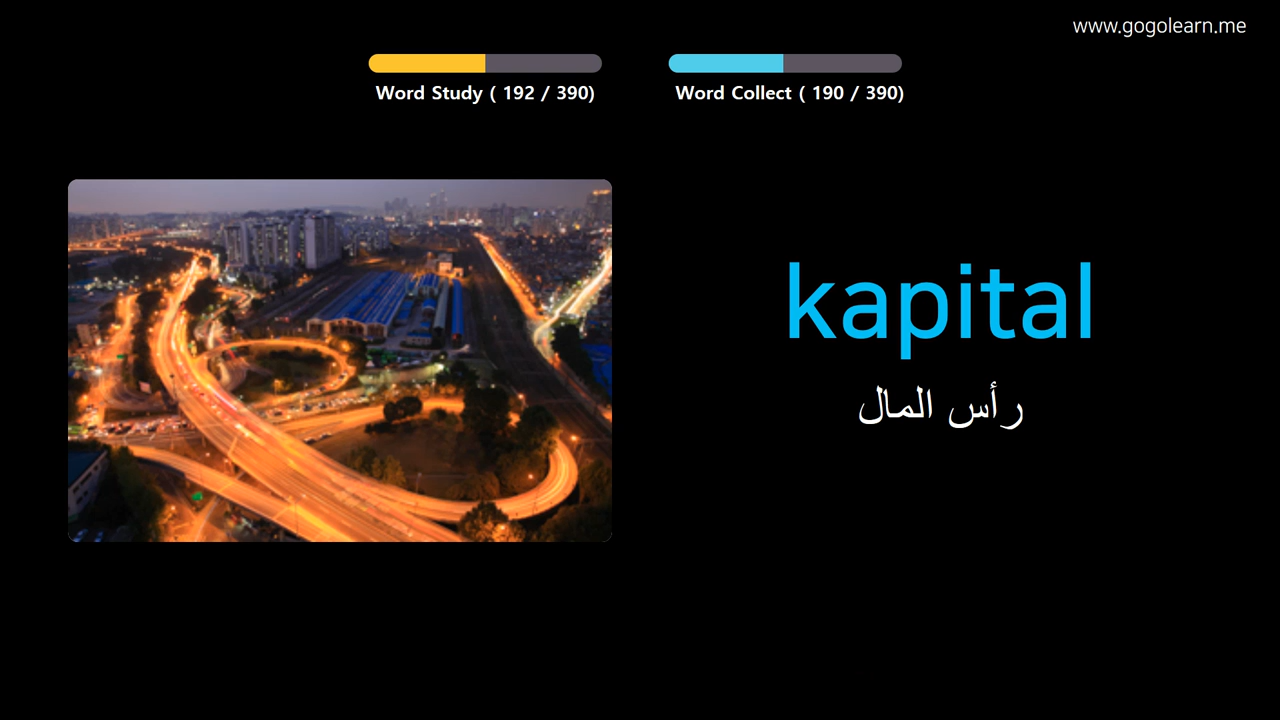 www.gogolearn.me
Word Study ( 192 / 390)
Word Collect ( 190 / 390)
kapital
رأس المال